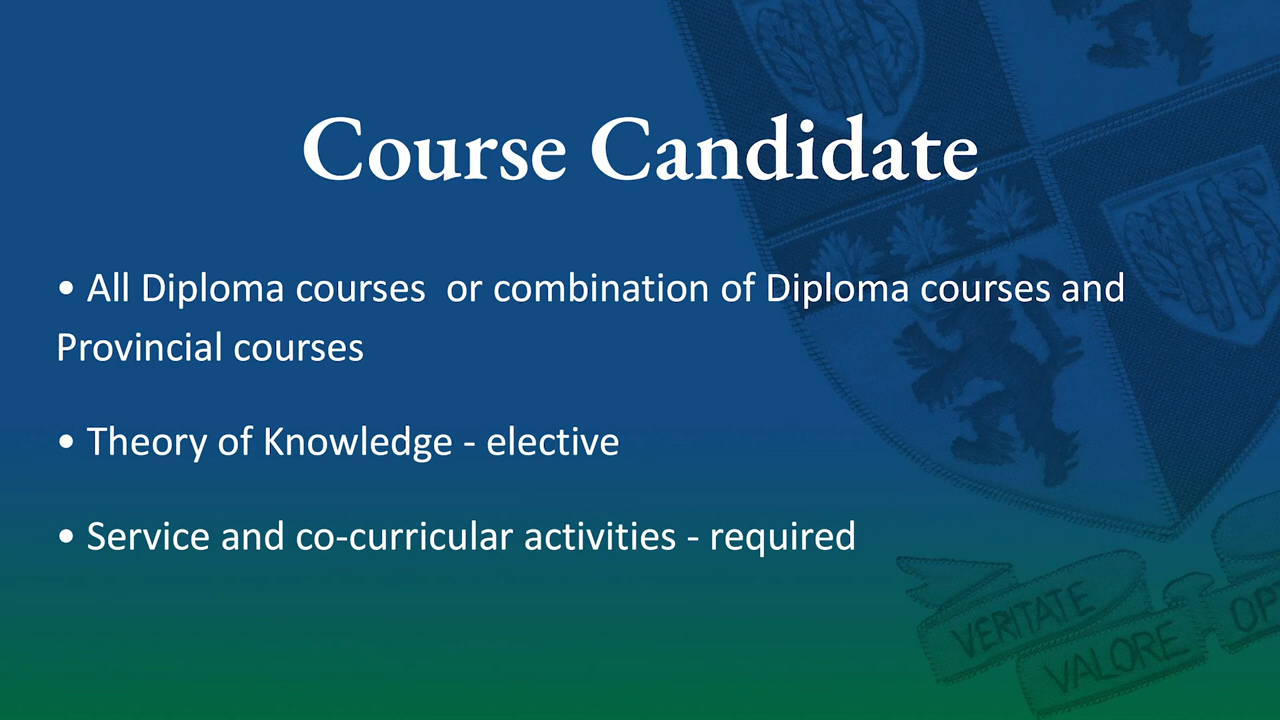 Course Candidate
• All Diploma courses  or combination of Diploma courses and
Provincial courses
• Theory of Knowledge - elective
• Service and co-curricular activities - required
VERITATE
VALORE